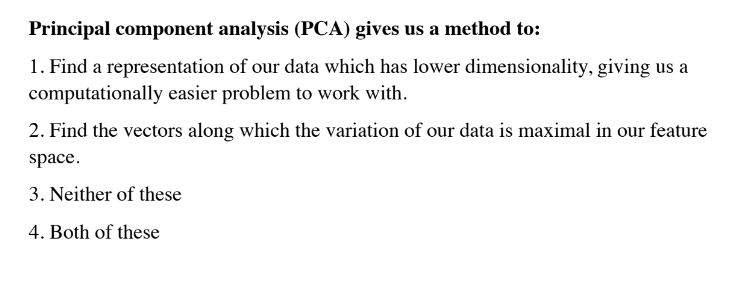 Principal component analysis (PCA) gives us a method to:
1. Find a representation of our data which has lower dimensionality, giving us a
computationally easier problem to work with.
2. Find the vectors along which the variation of our data is maximal in our feature
space.
3. Neither of these
4. Both of these